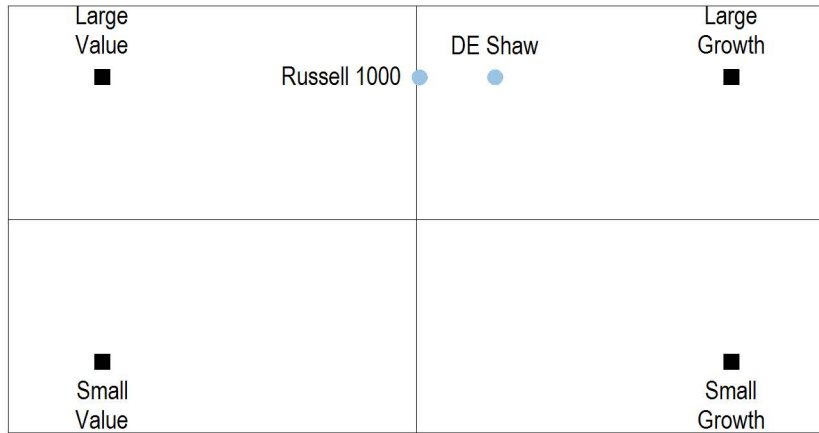 Large
Value
Large
Growth
DE Shaw
Russell 1000
Small
Value
Small
Growth